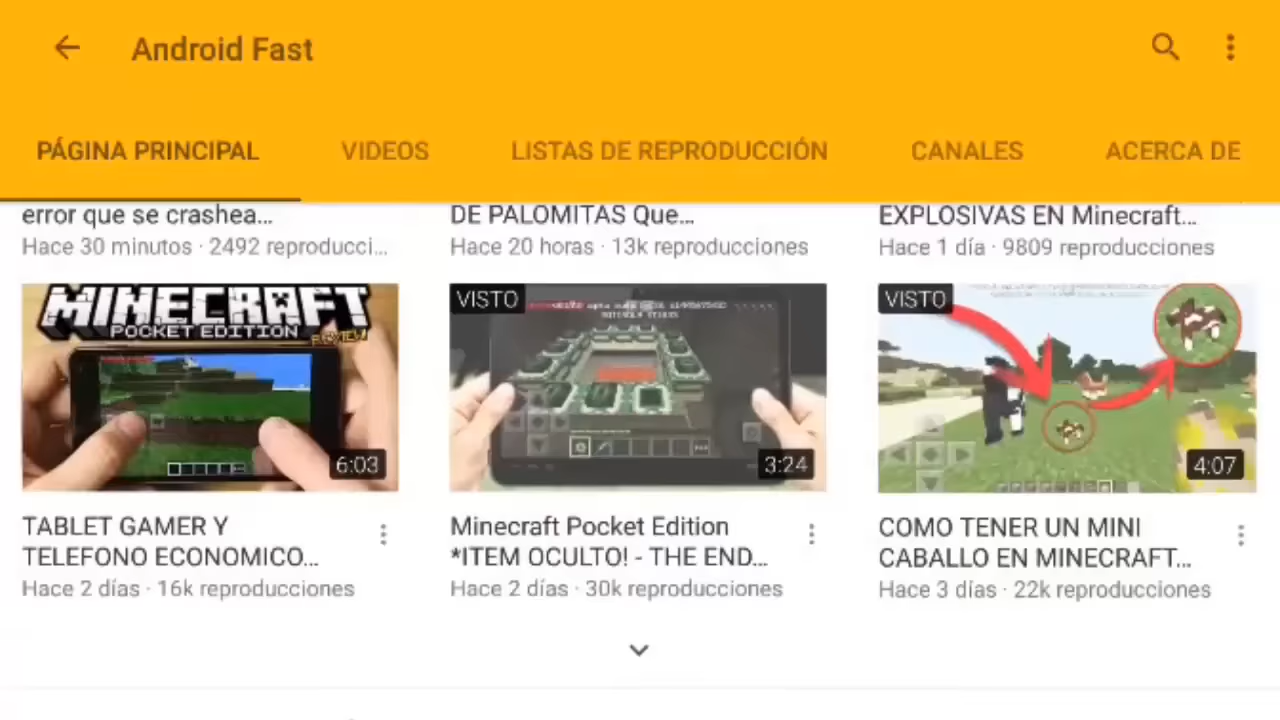 Android Fast
PÁGINA PRINCIPAL VIDEOS LISTAS DE REPRODUCCIÓN CANALES ACERCA DE
error que se crashea... DE PALOMITAS Que... EXPLOSIVAS EN Minecraft...
Hace 30 minutos · 2492 reproducci... Hace 20 horas · 13k reproducciones Hace 1 día · 9809 reproducciones
MINECRAFT
POCKET EDITION
VISTO
VISTO
6:03
3:24
4:07
TABLET GAMER Y
TELEFONO ECONOMICO...
Hace 2 días · 16k reproducciones
Minecraft Pocket Edition
*ITEM OCULTO! - THE END...
Hace 2 días · 30k reproducciones
COMO TENER UN MINI
CABALLO EN MINECRAFT...
Hace 3 días · 22k reproducciones